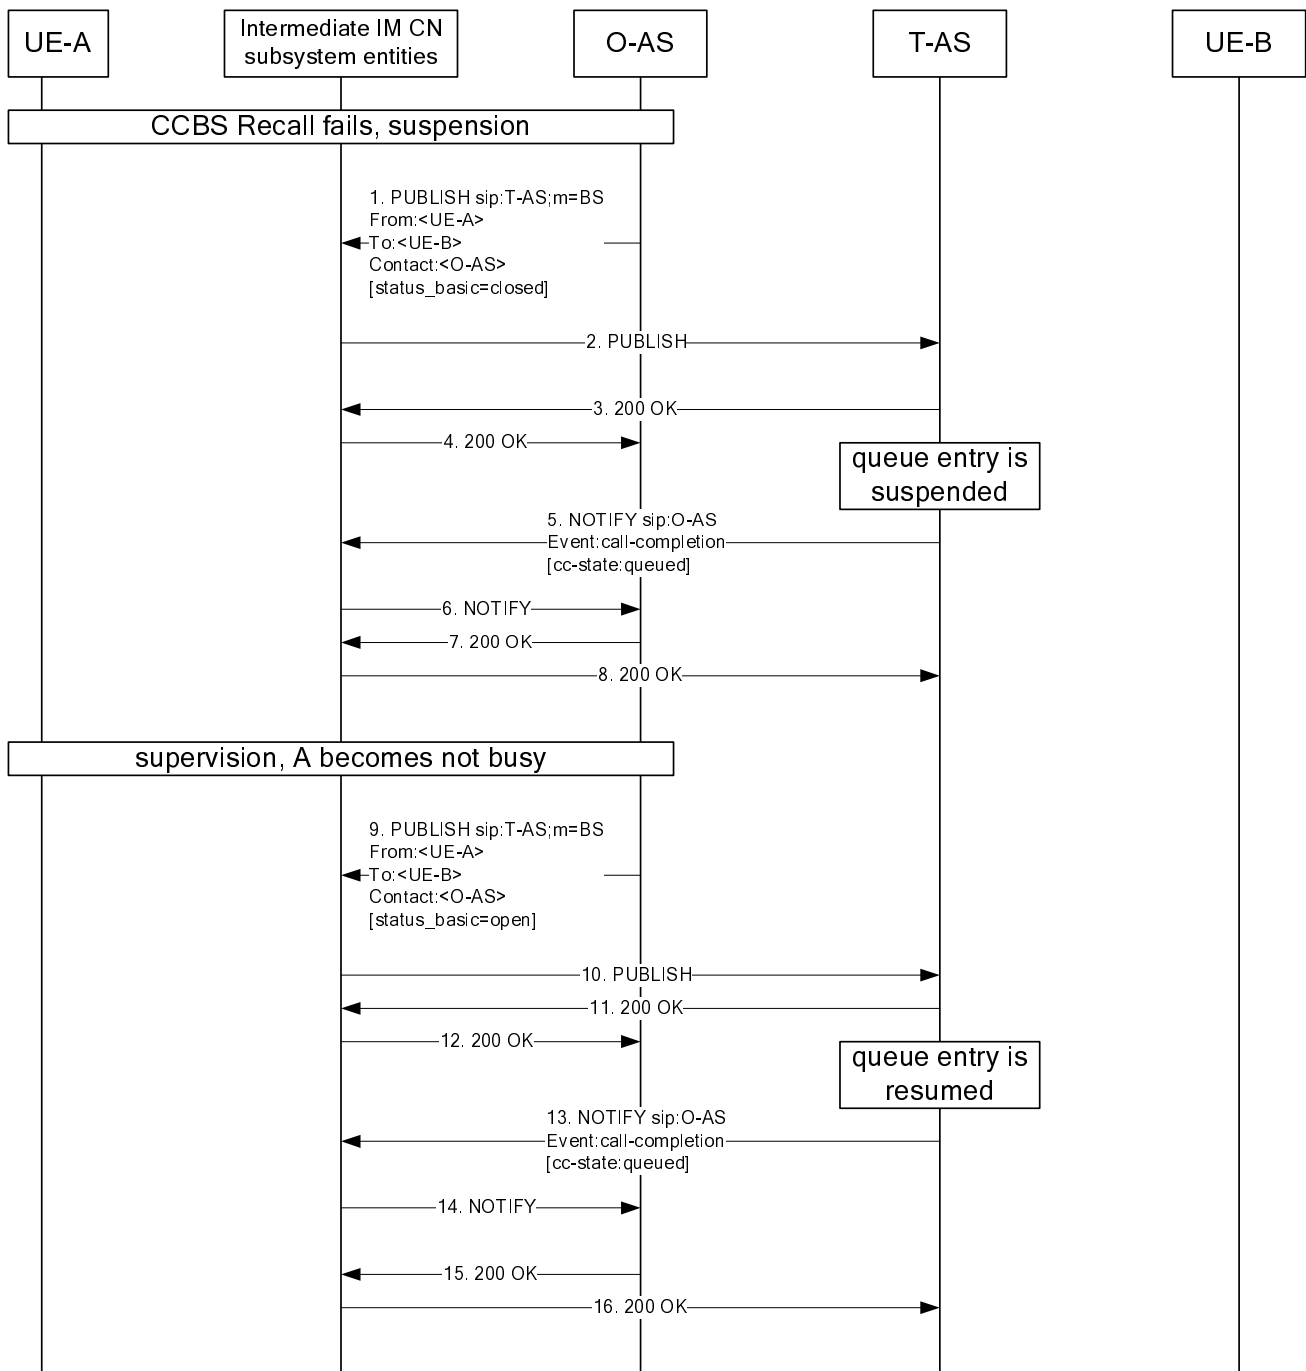 UE-A
Intermediate IM CN
subsystem entities
O-AS
T-AS
UE-B
CCBS Recall fails, suspension
1. PUBLISH sip:T-AS;m=BS
From:<UE-A>
To:<UE-B>
Contact:<O-AS>
[status_basic=closed]
2. PUBLISH
3. 200 OK
4. 200 OK
queue entry is
suspended
5. NOTIFY sip:O-AS
Event:call-completion
[cc-state:queued]
6. NOTIFY
7. 200 OK
8. 200 OK
supervision, A becomes not busy
9. PUBLISH sip:T-AS;m=BS
From:<UE-A>
To:<UE-B>
Contact:<O-AS>
[status_basic=open]
10. PUBLISH
11. 200 OK
12. 200 OK
queue entry is
resumed
13. NOTIFY sip:O-AS
Event:call-completion
[cc-state:queued]
14. NOTIFY
15. 200 OK
16. 200 OK